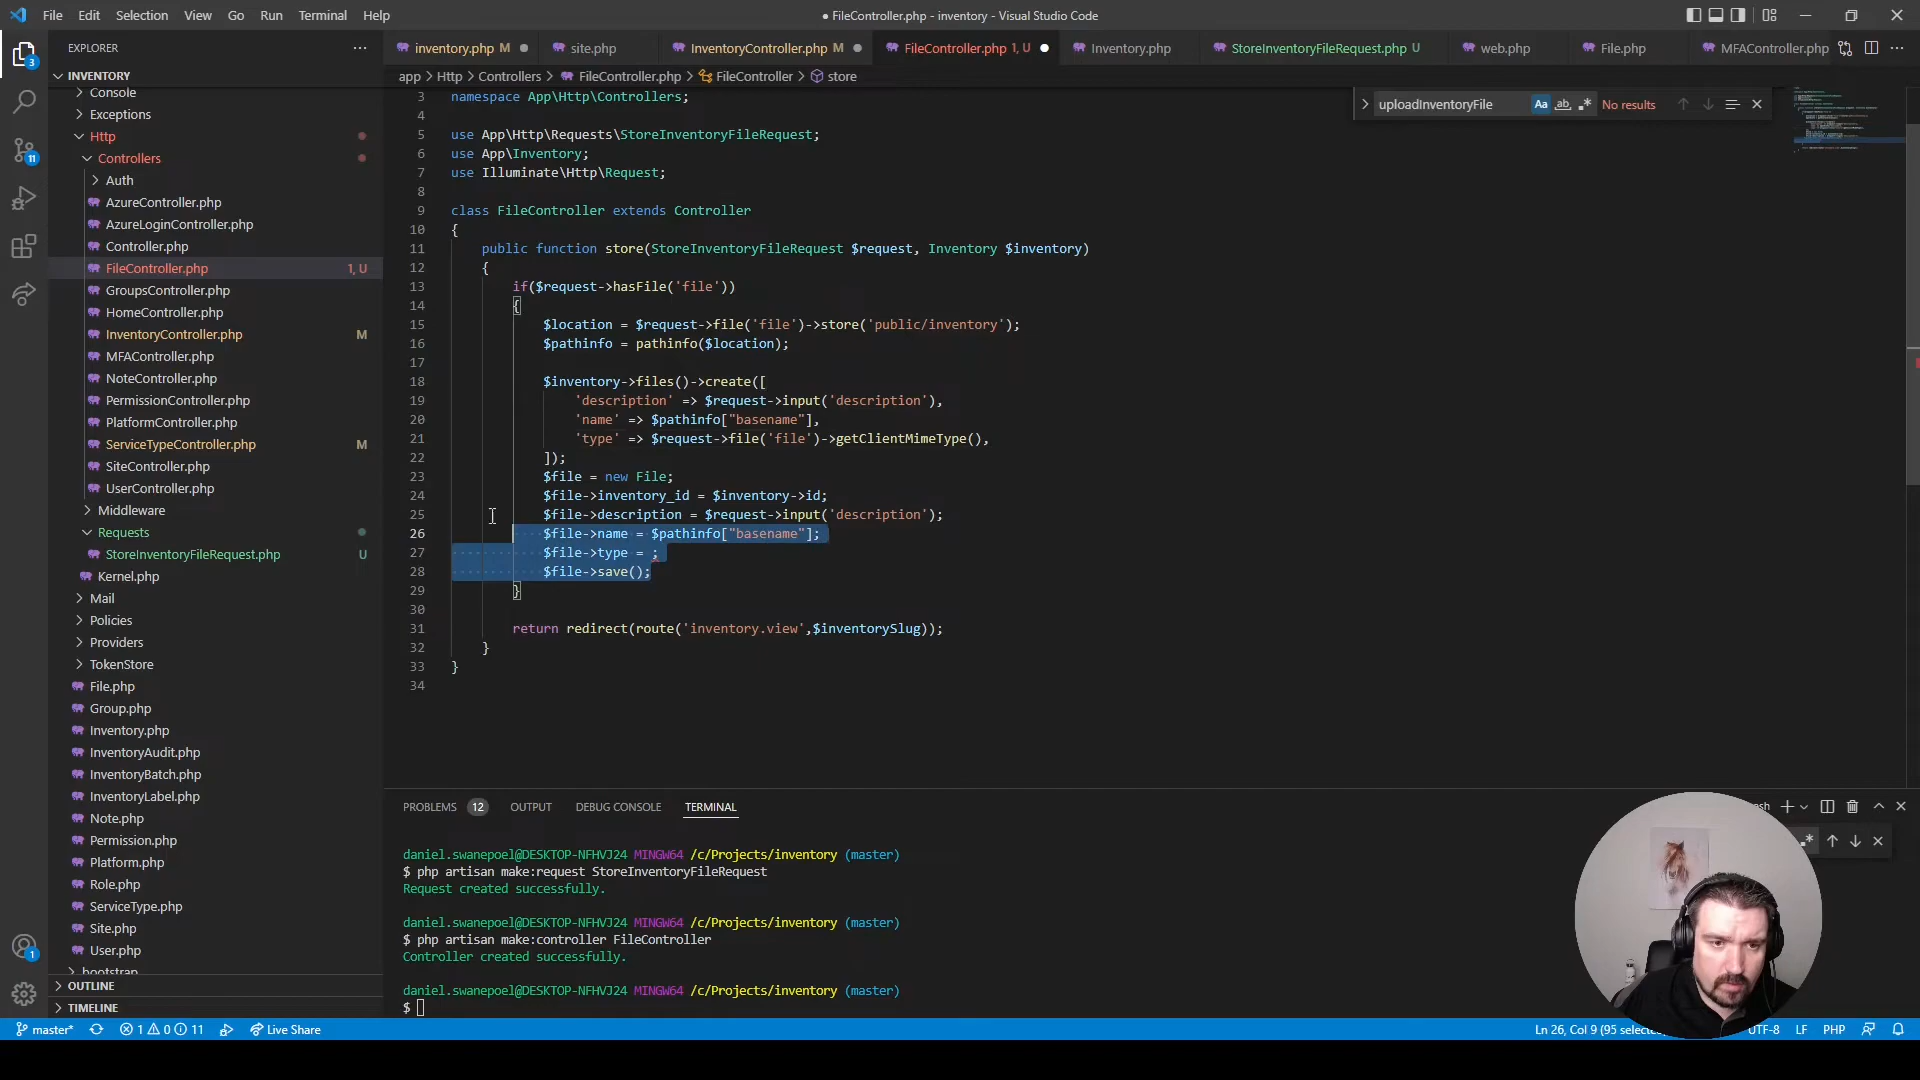 File Edit Selection View Go Run Terminal Help
● FileController.php - inventory - Visual Studio Code
EXPLORER
inventory.php M
site.php
InventoryController.php M
FileController.php 1, U
Inventory.php
StoreInventoryFileRequest.php U
web.php
File.php
MFAController.php
app > Http > Controllers > FileController.php > FileController > store
uploadInventoryFile
Aa
ab
No results
INVENTORY
Console
Exceptions
Http
Controllers
Auth
AzureController.php
AzureLoginController.php
Controller.php
FileController.php 1, U
GroupsController.php
HomeController.php
InventoryController.php M
MFAController.php
NoteController.php
PermissionController.php
PlatformController.php
ServiceTypeController.php M
SiteController.php
UserController.php
Middleware
Requests
StoreInventoryFileRequest.php U
Kernel.php
Mail
Policies
Providers
TokenStore
File.php
Group.php
Inventory.php
InventoryAudit.php
InventoryBatch.php
InventoryLabel.php
Note.php
Permission.php
Platform.php
Role.php
ServiceType.php
Site.php
User.php
bootstrap
OUTLINE
TIMELINE
3
11
1
3 namespace App\Http\Controllers;
4
5 use App\Http\Requests\StoreInventoryFileRequest;
6 use App\Inventory;
7 use Illuminate\Http\Request;
8
9 class FileController extends Controller
10 {
11 public function store(StoreInventoryFileRequest $request, Inventory $inventory)
12 {
13 if($request->hasFile('file'))
14 {
15 $location = $request->file('file')->store('public/inventory');
16 $pathinfo = pathinfo($location);
17
18 $inventory->files()->create([
19 'description' => $request->input('description'),
20 'name' => $pathinfo["basename"],
21 'type' => $request->file('file')->getClientMimeType(),
22 ]);
23 $file = new File;
24 $file->inventory_id = $inventory->id;
25 $file->description = $request->input('description');
26 $file->name = $pathinfo["basename"];
27 $file->type = ;
28 $file->save();
29 }
30
31 return redirect(route('inventory.view',$inventorySlug));
32 }
33 }
34
PROBLEMS 12 OUTPUT DEBUG CONSOLE TERMINAL
daniel.swanepoel@DESKTOP-NFHVJ24 MINGW64 /c/Projects/inventory (master)
$ php artisan make:request StoreInventoryFileRequest
Request created successfully.
daniel.swanepoel@DESKTOP-NFHVJ24 MINGW64 /c/Projects/inventory (master)
$ php artisan make:controller FileController
Controller created successfully.
daniel.swanepoel@DESKTOP-NFHVJ24 MINGW64 /c/Projects/inventory (master)
$
master* 1 0 11 Live Share
Ln 26, Col 9 (95 UTF-8 LF PHP